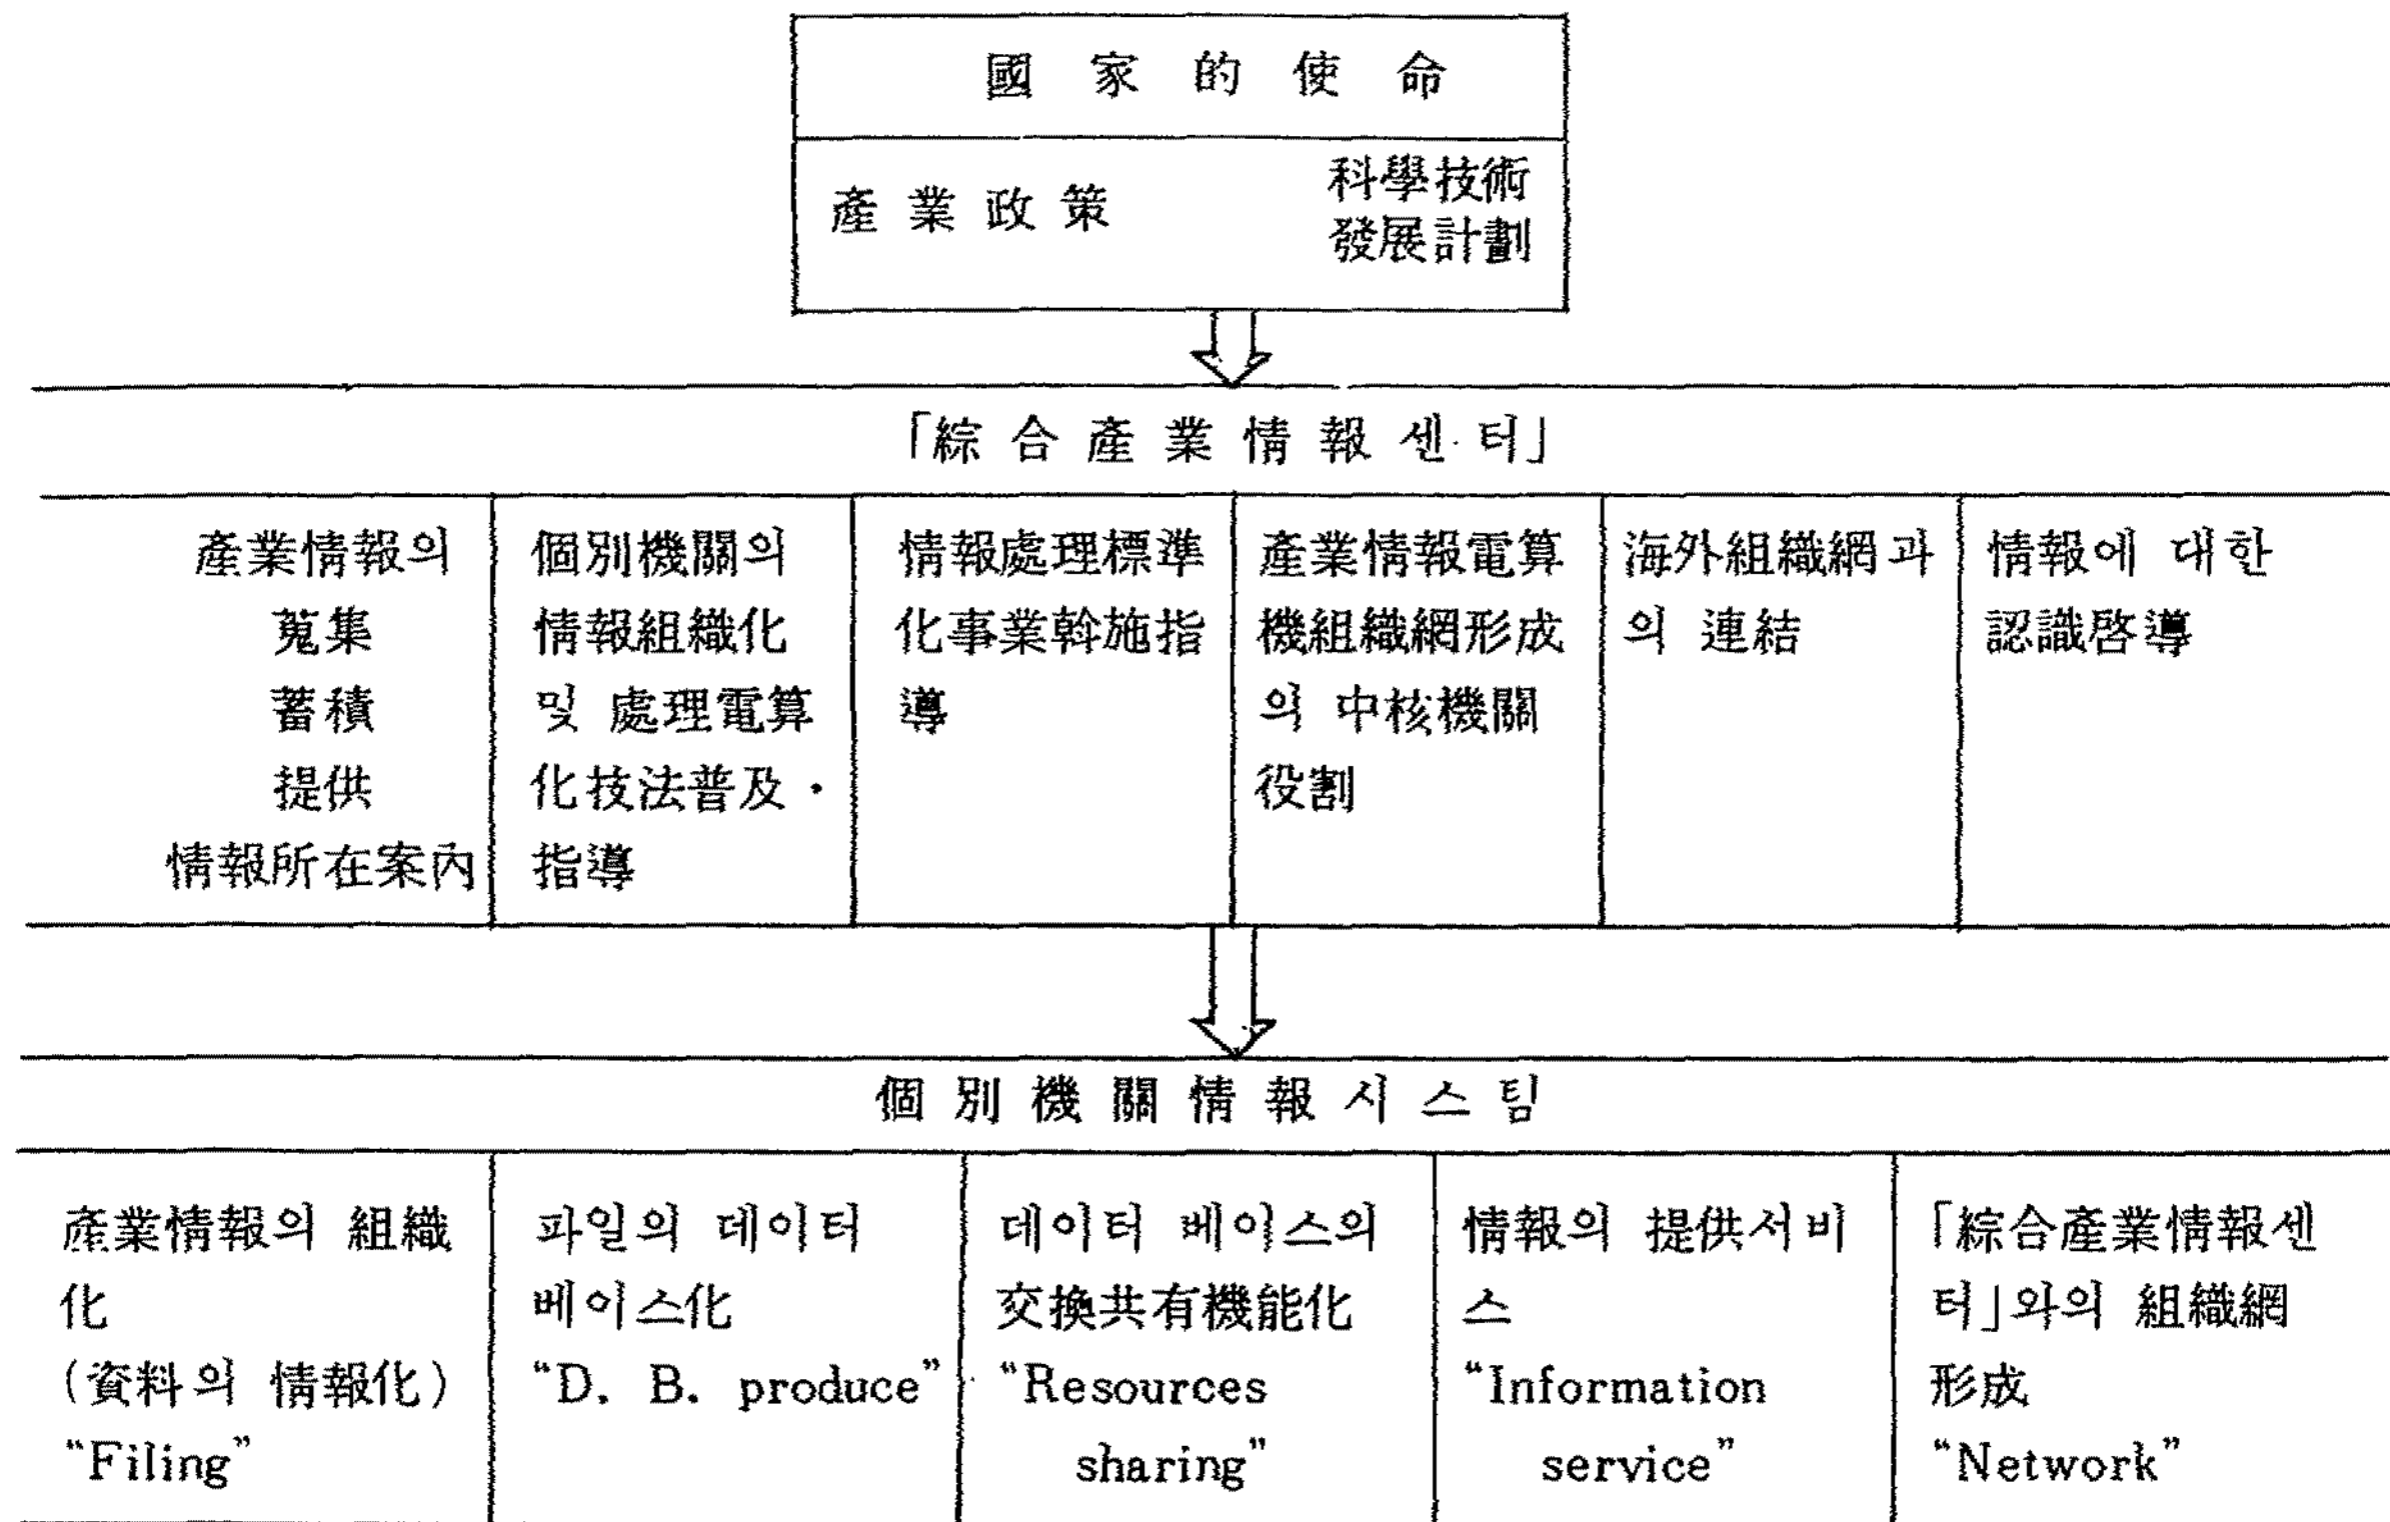 國家的使命
產業政策
科學技術
發展計劃
「綜合產業情報센터」
產業情報의
蒐集
蓄積
提供
情報所在案內
個別機關의
情報組織化
및 處理電算
化技法普及·
指導
情報處理標準
化事業斡施指
導
產業情報電算
機組織網形成
의 中核機關
役割
海外組織網과
의 連結
情報에 대한
認識啓導
個別機關情報시스팀
產業情報의 組織
化
(資料의 情報化)
“Filing”
파일의 데이터
베이스化
“D. B. produce”
데이터 베이스의
交換共有機能化
“Resources
sharing”
情報의 提供서비
스
“Information
service”
「綜合產業情報센
터」와의 組織網
形成
“Network”